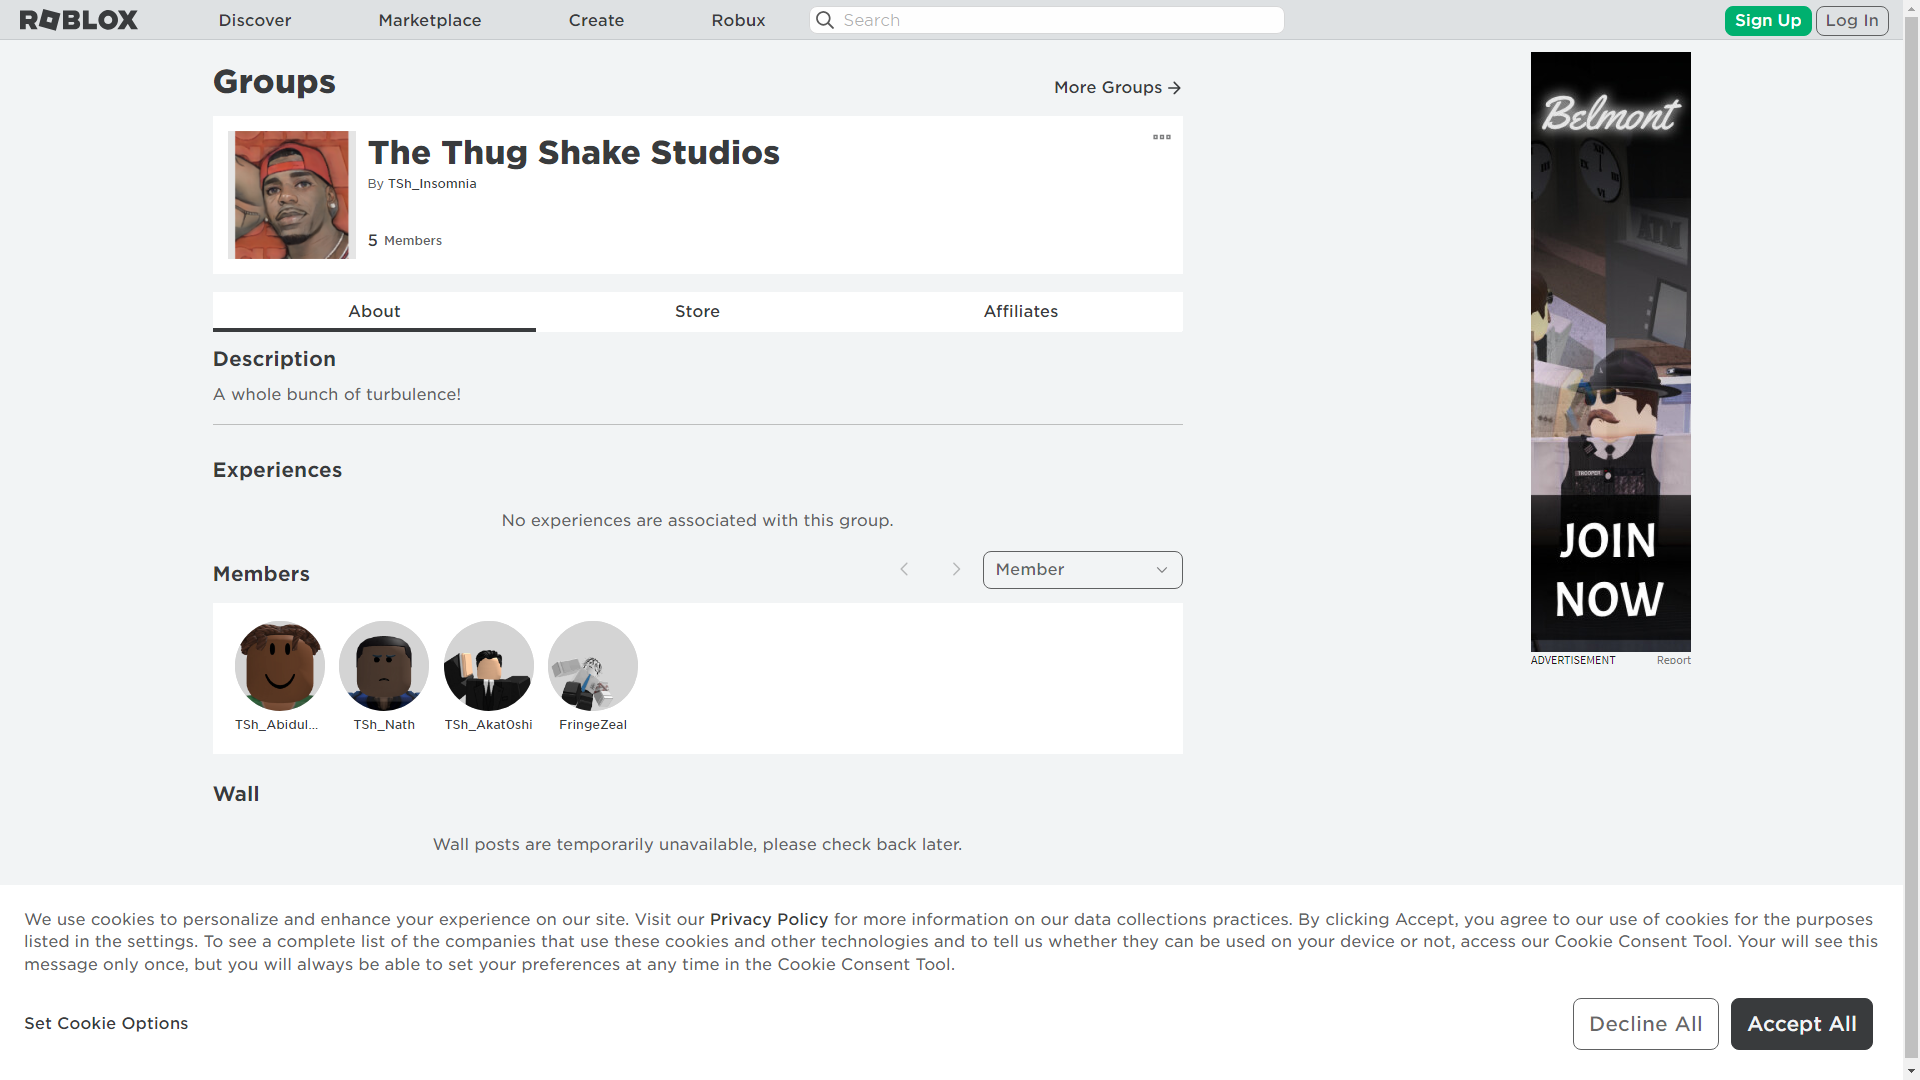 ROBLOX
Discover
Marketplace
Create
Robux
Search
Sign Up
Log In
Groups
More Groups
The Thug Shake Studios
By TSh_Insomnia
5 Members
About
Store
Affiliates
Description
A whole bunch of turbulence!
Experiences
No experiences are associated with this group.
Members
Member
TSh_Abidul...
TSh_Nath
TSh_Akat0shi
FringeZeal
Wall
Wall posts are temporarily unavailable, please check back later.
Belmont
ATM
TROOPER
JOIN
NOW
ADVERTISEMENT
Report
We use cookies to personalize and enhance your experience on our site. Visit our Privacy Policy for more information on our data collections practices. By clicking Accept, you agree to our use of cookies for the purposes
listed in the settings. To see a complete list of the companies that use these cookies and other technologies and to tell us whether they can be used on your device or not, access our Cookie Consent Tool. Your will see this
message only once, but you will always be able to set your preferences at any time in the Cookie Consent Tool.
Set Cookie Options
Decline All
Accept All